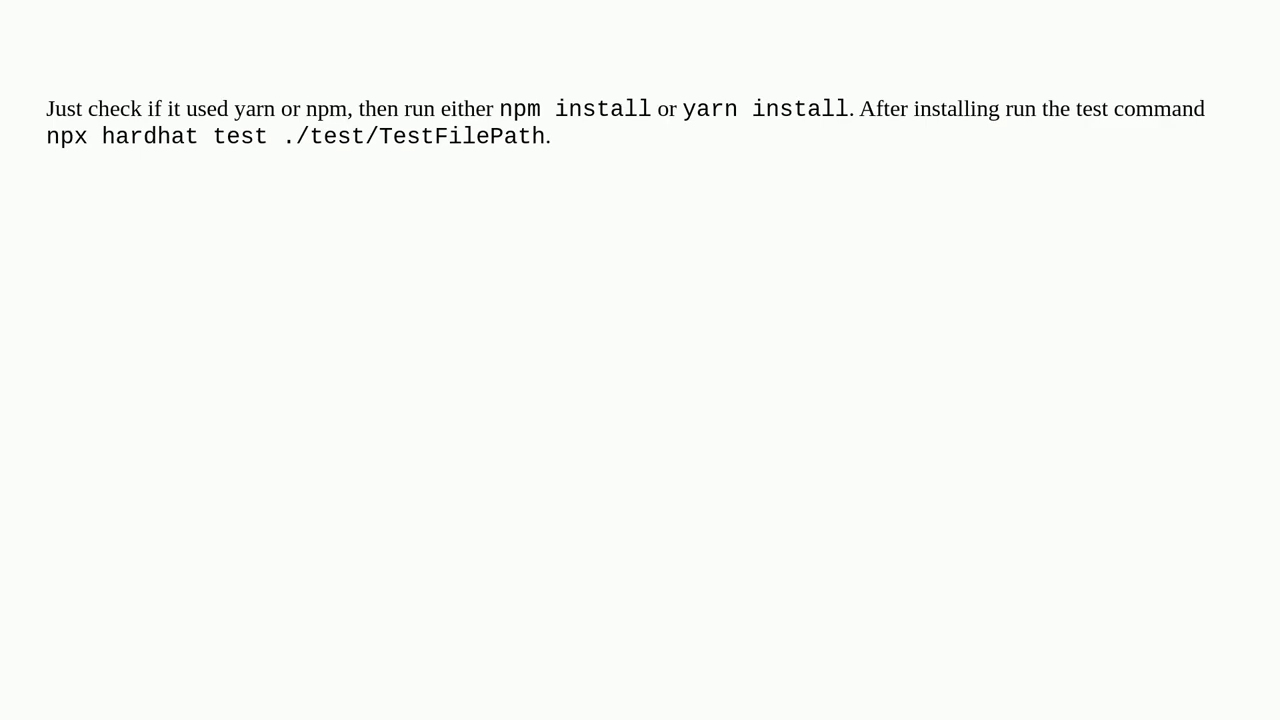 Just check if it used yarn or npm, then run either npm install or yarn install. After installing run the test command
npx hardhat test ./test/TestFilePath.